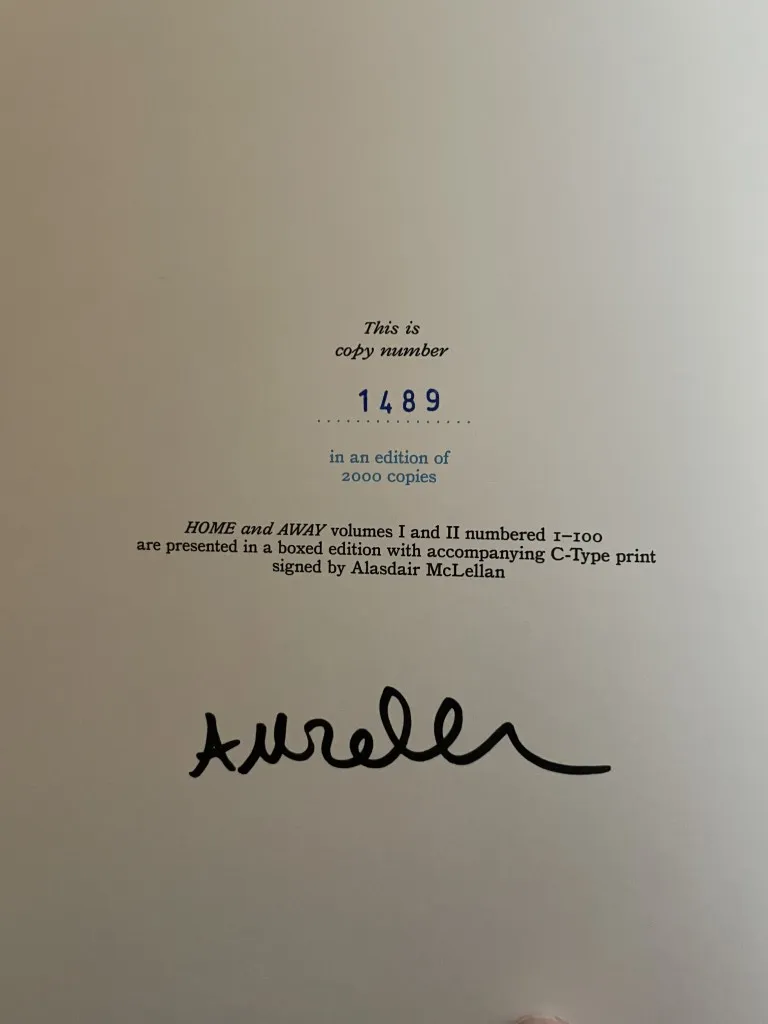 This is
copy number
1489
in an edition of
2000 copies
HOME and AWAY volumes I and II numbered 1–100
are presented in a boxed edition with accompanying C-Type print
signed by Alasdair McLellan